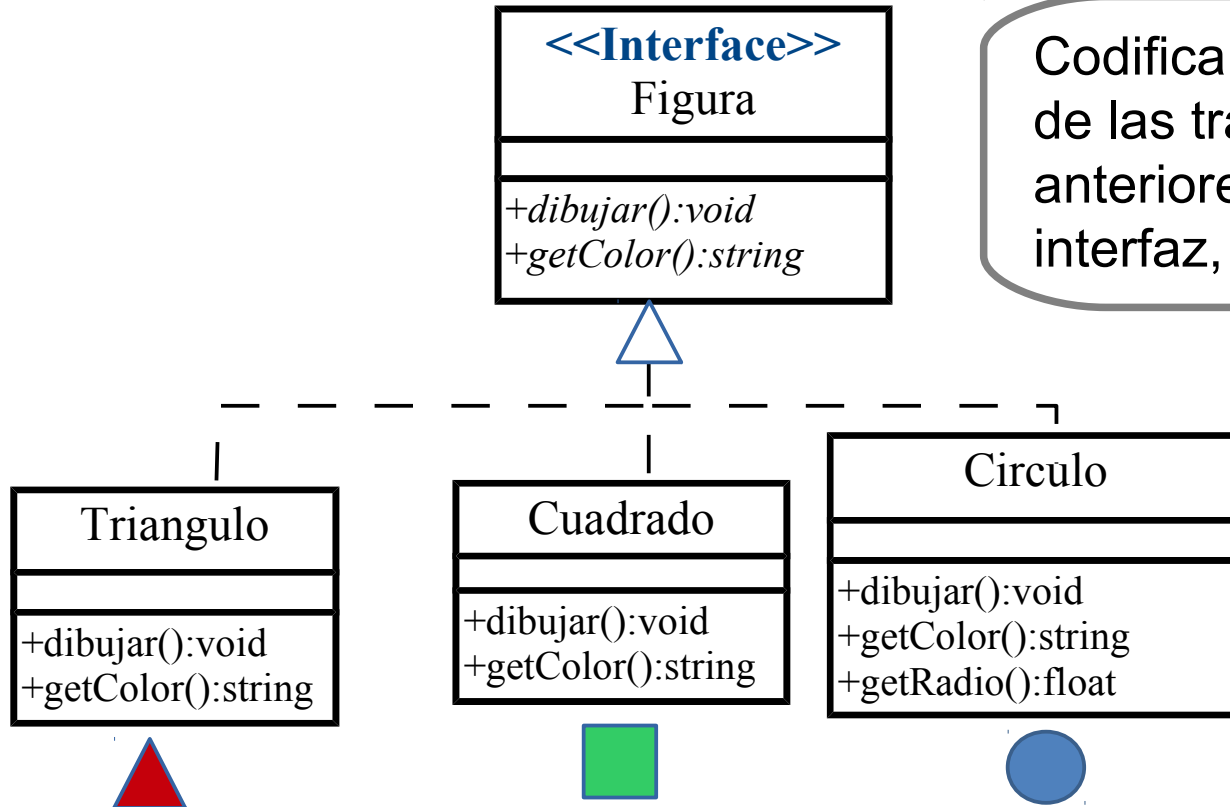 <<Interface>>
Figura
+dibujar():void
+getColor():string
Codifica
de las
anteriore
interfaz,
Triangulo
+dibujar():void
+getColor():string
Cuadrado
+dibujar():void
+getColor():string
Circulo
+dibujar():void
+getColor():string
+getRadio():float